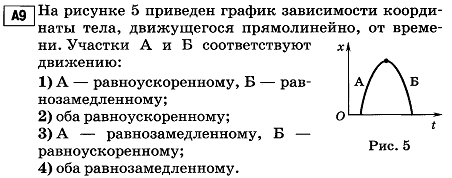 А9
На рисунке 5 приведен график зависимости коорди-
наты тела, движущегося прямолинейно, от време-
ни. Участки А и Б соответствуют
движению:
1) А — равноускоренному, Б — рав-
нозамедленному;
2) оба равноускоренному;
3) А — равнозамедленному, Б —
равноускоренному;
4) оба равнозамедленному.
x
А
Б
O
t
Рис. 5